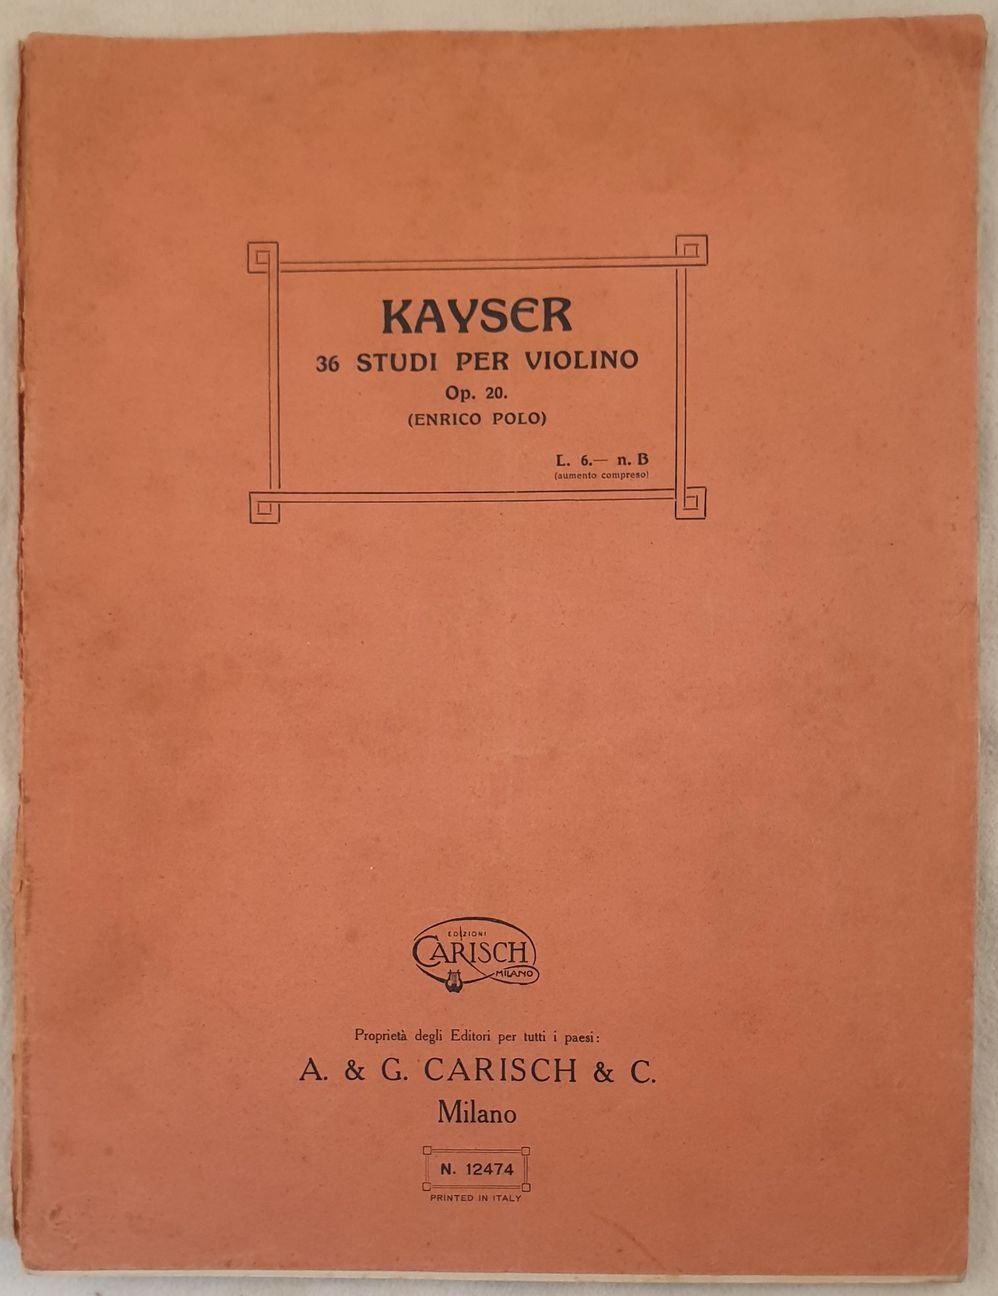 KAYSER
36 STUDI PER VIOLINO
Op. 20.
(ENRICO POLO)
L. 6.— n. B
(aumento compreso)
EDIZIONI
CARISCH
MILANO
Proprietà degli Editori per tutti i paesi:
A. & G. CARISCH & C.
Milano
N. 12474
PRINTED IN ITALY